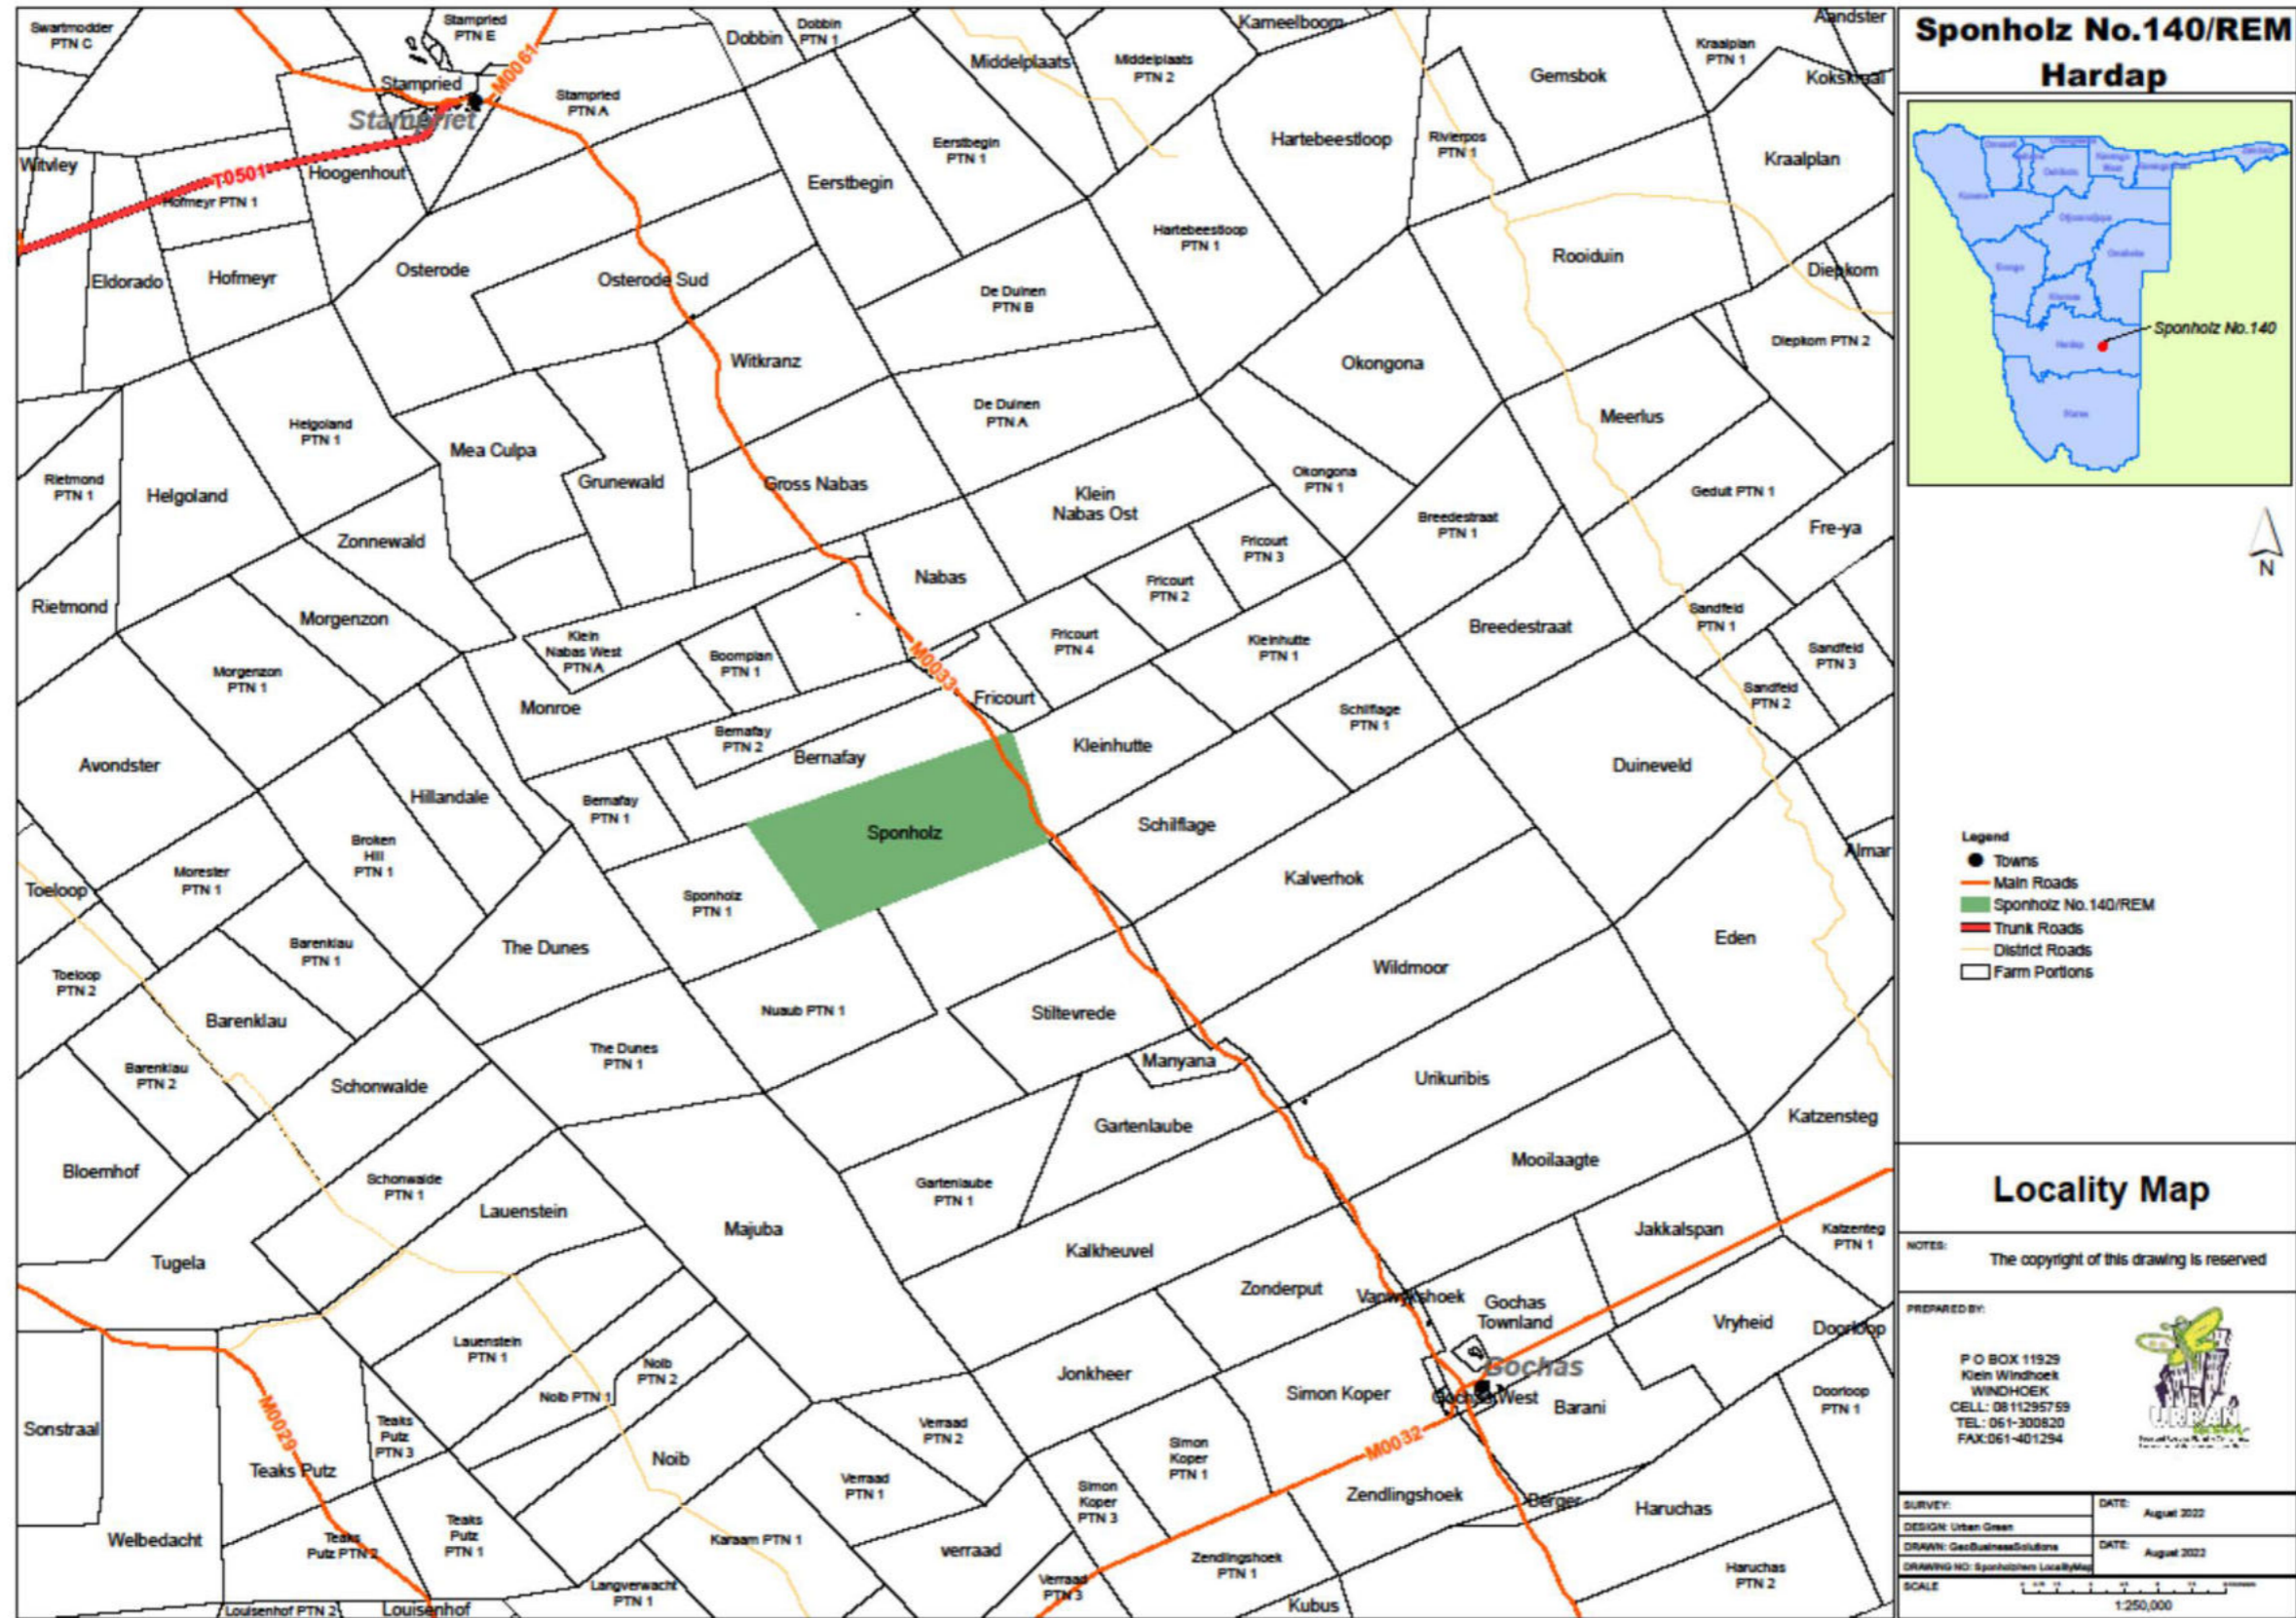 Swartmodder
PTN C
Stampried
PTN E
M0061
Dobbin
Dobbin
PTN 1
Middelplaats
Middelplaats
PTN 2
Kameelboom
Gemsbok
Kraalplan
PTN 1
Aandster
Kokskraal
Stampried
Stampriet
Stampried
PTN A
Eerstbegin
PTN 1
Hartebeestloop
Rivierpos
PTN 1
Kraalplan
Witvley
T0501
Hoogenhout
Hofmeyr PTN 1
Eerstbegin
Hartebeestloop
PTN 1
Rooiduin
Eldorado
Hofmeyr
Osterode
Osterode Sud
De Duinen
PTN B
Diepkom
Diepkom PTN 2
Witkranz
Okongona
De Duinen
PTN A
Meerlus
Helgoland
PTN 1
Mea Culpa
Rietmond
PTN 1
Helgoland
Grunewald
Gross Nabas
Klein
Nabas Ost
Okongona
PTN 1
Geduit PTN 1
Breedestraat
PTN 1
Fre-ya
Zonnewald
Fricourt
PTN 3
Nabas
Fricourt
PTN 2
Rietmond
Morgenzon
Klein
Nabas West
PTN A
Boomplan
PTN 1
M0033
Fricourt
PTN 4
Kleinhutte
PTN 1
Breedestraat
Sandfeld
PTN 1
Sandfeld
PTN 3
Sandfeld
PTN 2
Morgenzon
PTN 1
Monroe
Fricourt
Schilflage
PTN 1
Bernafay
PTN 2
Bernafay
Kleinhutte
Avondster
Duineveld
Hillandale
Bernafay
PTN 1
Sponholz
Schilflage
Almar
Broken
Hill
PTN 1
Morester
PTN 1
Toeloop
Sponholz
PTN 1
Kalverhok
Barenklau
PTN 1
The Dunes
Eden
Toeloop
PTN 2
Wildmoor
Barenklau
Nuaub PTN 1
Stiltevrede
The Dunes
PTN 1
Manyana
Barenklau
PTN 2
Schonwalde
Urikuribis
Gartenlaube
Katzensteg
Bloemhof
Schonwalde
PTN 1
Gartenlaube
PTN 1
Mooilaagte
Lauenstein
Majuba
Jakkalspan
Katzenteg
PTN 1
Tugela
Kalkheuvel
Zonderput
Vanwykshoek
Gochas
Townland
Vryheid
Doorloop
Lauenstein
PTN 1
Noib
PTN 2
Noib PTN 1
Jonkheer
Simon Koper
Gochas
Gochas West
Barani
Doorloop
PTN 1
Sonstraal
M0029
Teaks
Putz
PTN 3
Verraad
PTN 2
M0032
Teaks Putz
Noib
Verraad
PTN 1
Simon
Koper
PTN 1
Simon
Koper
PTN 3
Zendlingshoek
Berger
Haruchas
Welbedacht
Teaks
Putz PTN 2
Teaks
Putz
PTN 1
Karaam PTN 1
verraad
Zendlingshoek
PTN 1
Haruchas
PTN 2
Verraad
PTN 3
Langverwacht
PTN 1
Louisenhof PTN 2
Louisenhof
Kubus
Sponholz No.140/REM
Hardap
Sponholz No.140
Hardap
N
Legend
Towns
Main Roads
Sponholz No.140/REM
Trunk Roads
District Roads
Farm Portions
Locality Map
NOTES:
The copyright of this drawing is reserved
PREPARED BY:
P O BOX 11929
Klein Windhoek
WINDHOEK
CELL: 0811295759
TEL: 061-300820
FAX:061-401294
URBAN
SURVEY:
DATE: August 2022
DESIGN: Urban Green
DRAWN: GeoBusinessSolutions
DATE: August 2022
DRAWING NO: Sponholzrem LocalityMap
SCALE
1:250,000